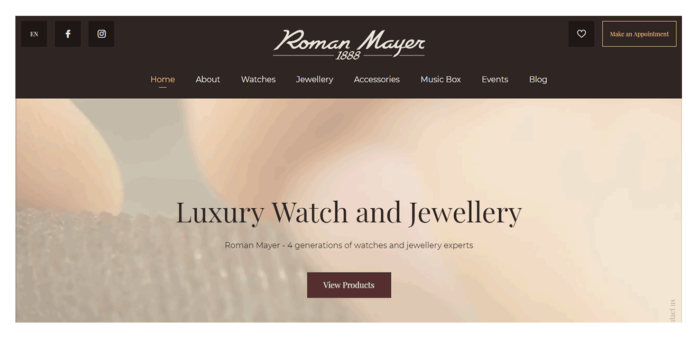 EN
Roman Mayer
1888
Make an Appointment
Home About Watches Jewellery Accessories Music Box Events Blog
Luxury Watch and Jewellery
Roman Mayer - 4 generations of watches and jewellery experts
View Products